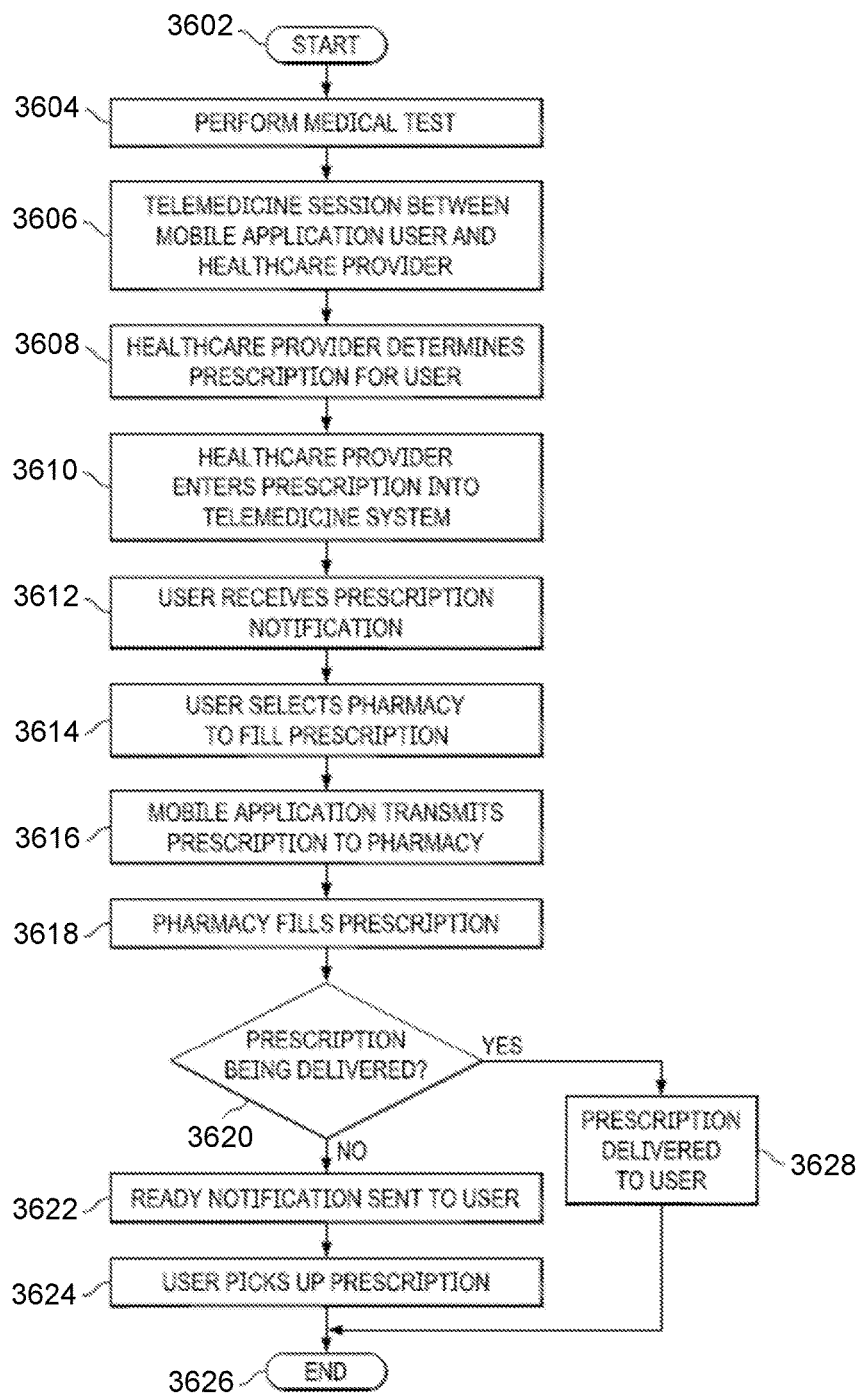 3602
START
3604
PERFORM MEDICAL TEST
3606
TELEMEDICINE SESSION BETWEEN
MOBILE APPLICATION USER AND
HEALTHCARE PROVIDER
3608
HEALTHCARE PROVIDER DETERMINES
PRESCRIPTION FOR USER
3610
HEALTHCARE PROVIDER
ENTERS PRESCRIPTION INTO
TELEMEDICINE SYSTEM
3612
USER RECEIVES PRESCRIPTION
NOTIFICATION
3614
USER SELECTS PHARMACY
TO FILL PRESCRIPTION
3616
MOBILE APPLICATION TRANSMITS
PRESCRIPTION TO PHARMACY
3618
PHARMACY FILLS PRESCRIPTION
PRESCRIPTION
BEING DELIVERED?
YES
3620
NO
PRESCRIPTION
DELIVERED
TO USER
3628
3622
READY NOTIFICATION SENT TO USER
3624
USER PICKS UP PRESCRIPTION
3626
END